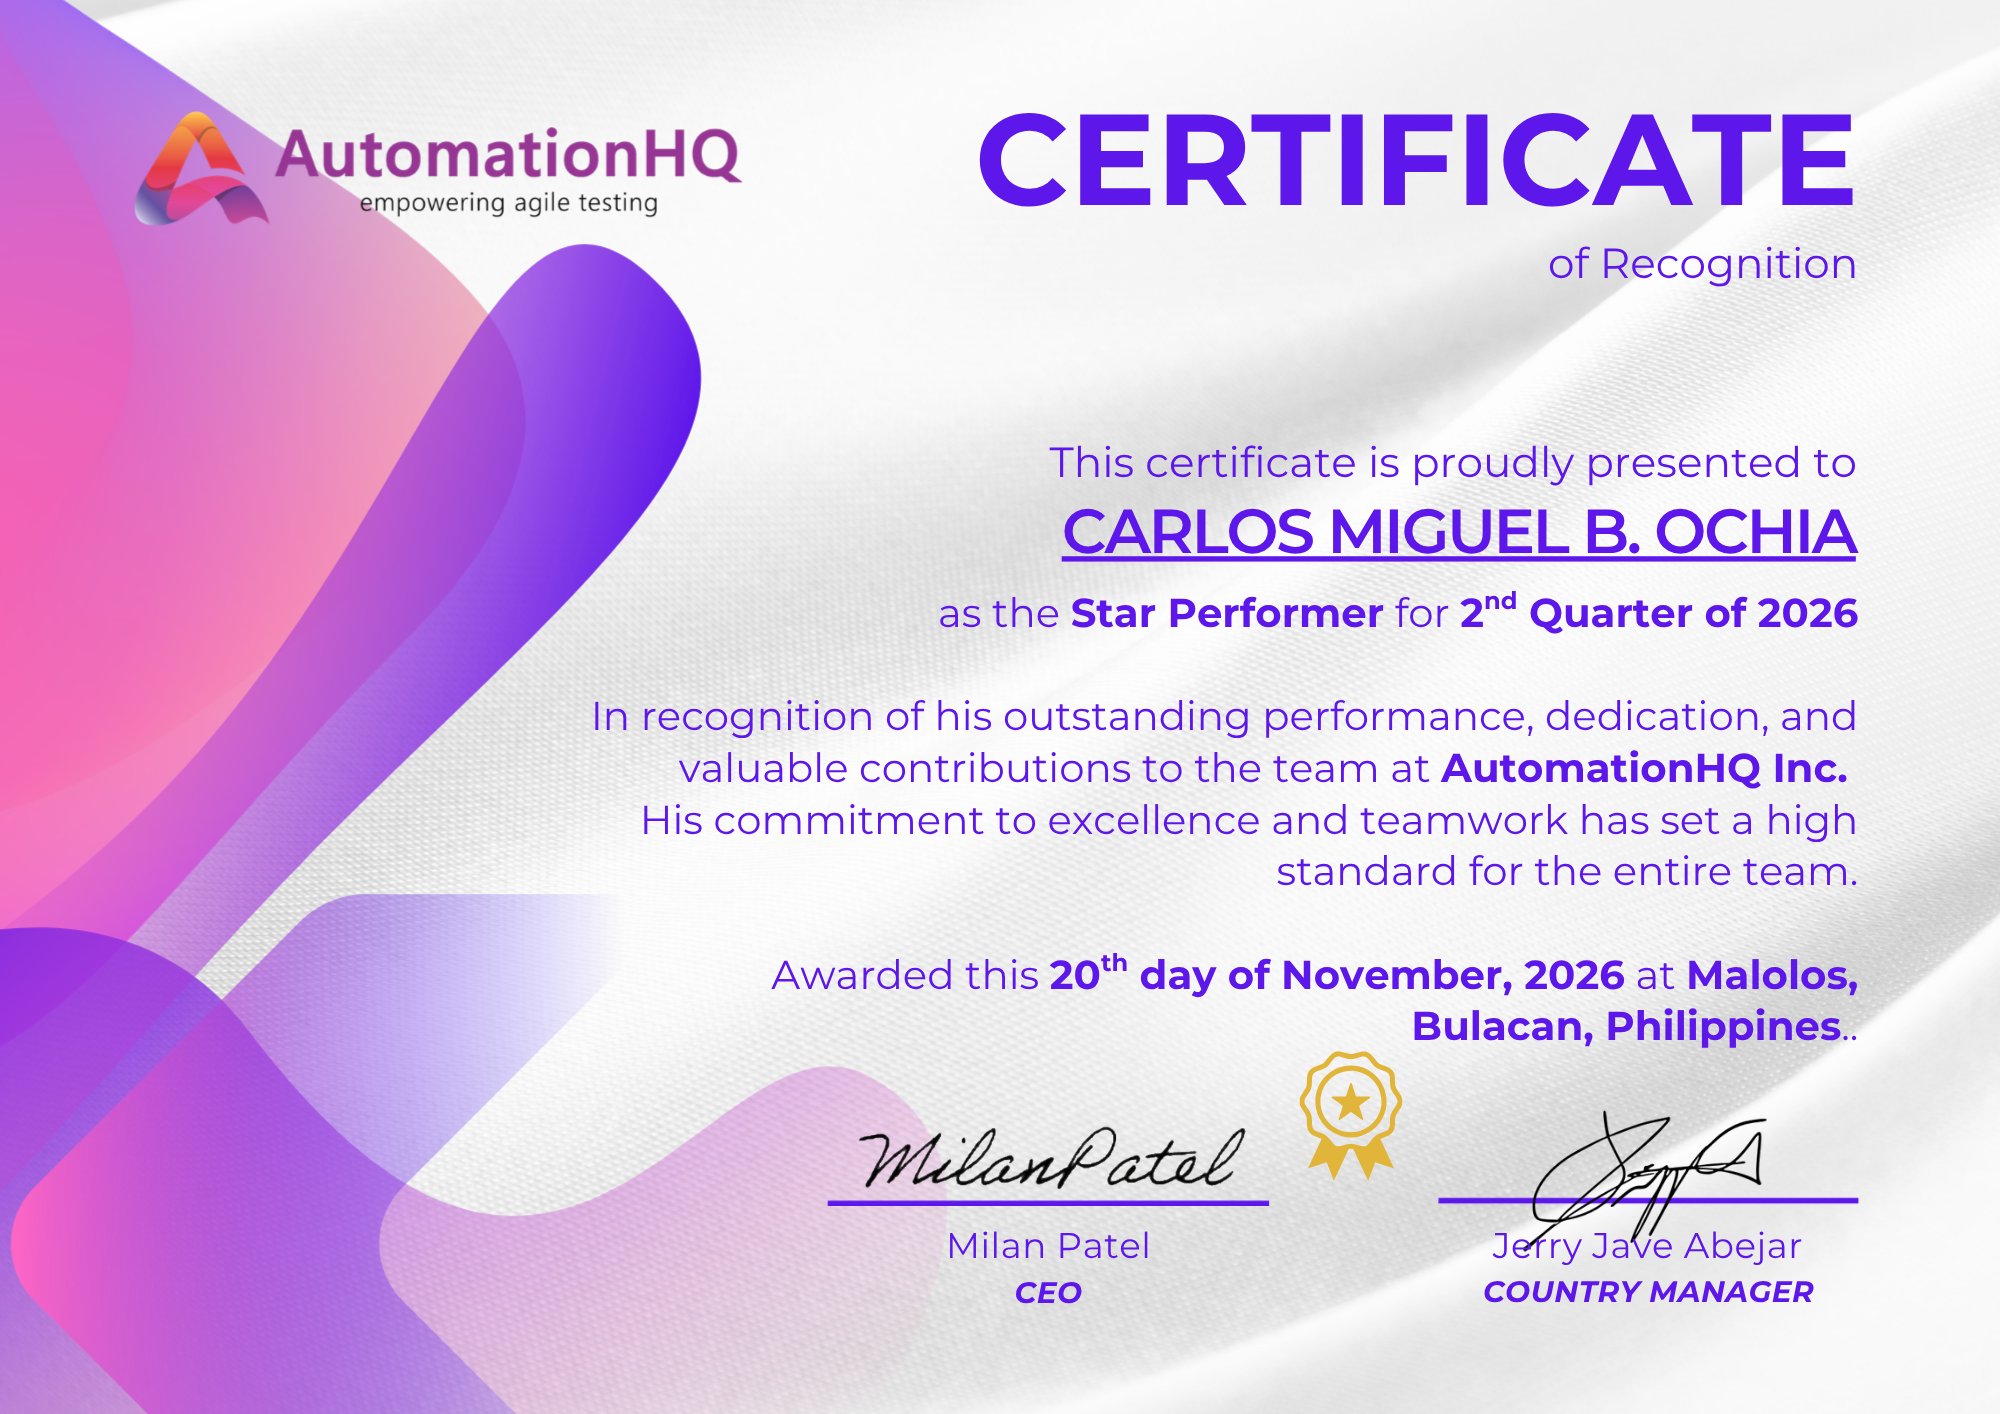 AutomationHQ
empowering agile testing
CERTIFICATE
of Recognition
This certificate is proudly presented to
CARLOS MIGUEL B. OCHIA
as the Star Performer for 2nd Quarter of 2026
In recognition of his outstanding performance, dedication, and
valuable contributions to the team at AutomationHQ Inc.
His commitment to excellence and teamwork has set a high
standard for the entire team.
Awarded this 20th day of November, 2026 at Malolos,
Bulacan, Philippines..
Milan Patel
Milan Patel
CEO
Jerry Jave Abejar
COUNTRY MANAGER